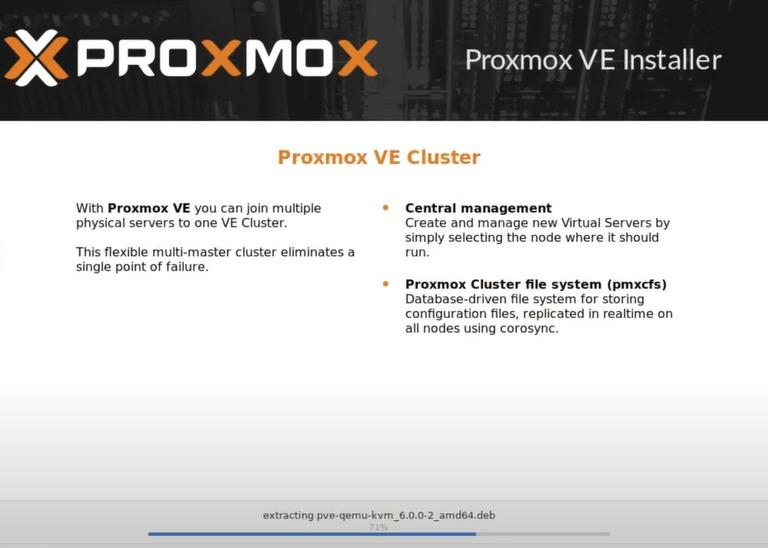 PROXMOX
Proxmox VE Installer
Proxmox VE Cluster
With Proxmox VE you can join multiple
physical servers to one VE Cluster.
This flexible multi-master cluster eliminates a
single point of failure.
Central management
Create and manage new Virtual Servers by
simply selecting the node where it should
run.
Proxmox Cluster file system (pmxcfs)
Database-driven file system for storing
configuration files, replicated in realtime on
all nodes using corosync.
extracting pve-qemu-kvm_6.0.0-2_amd64.deb
71%